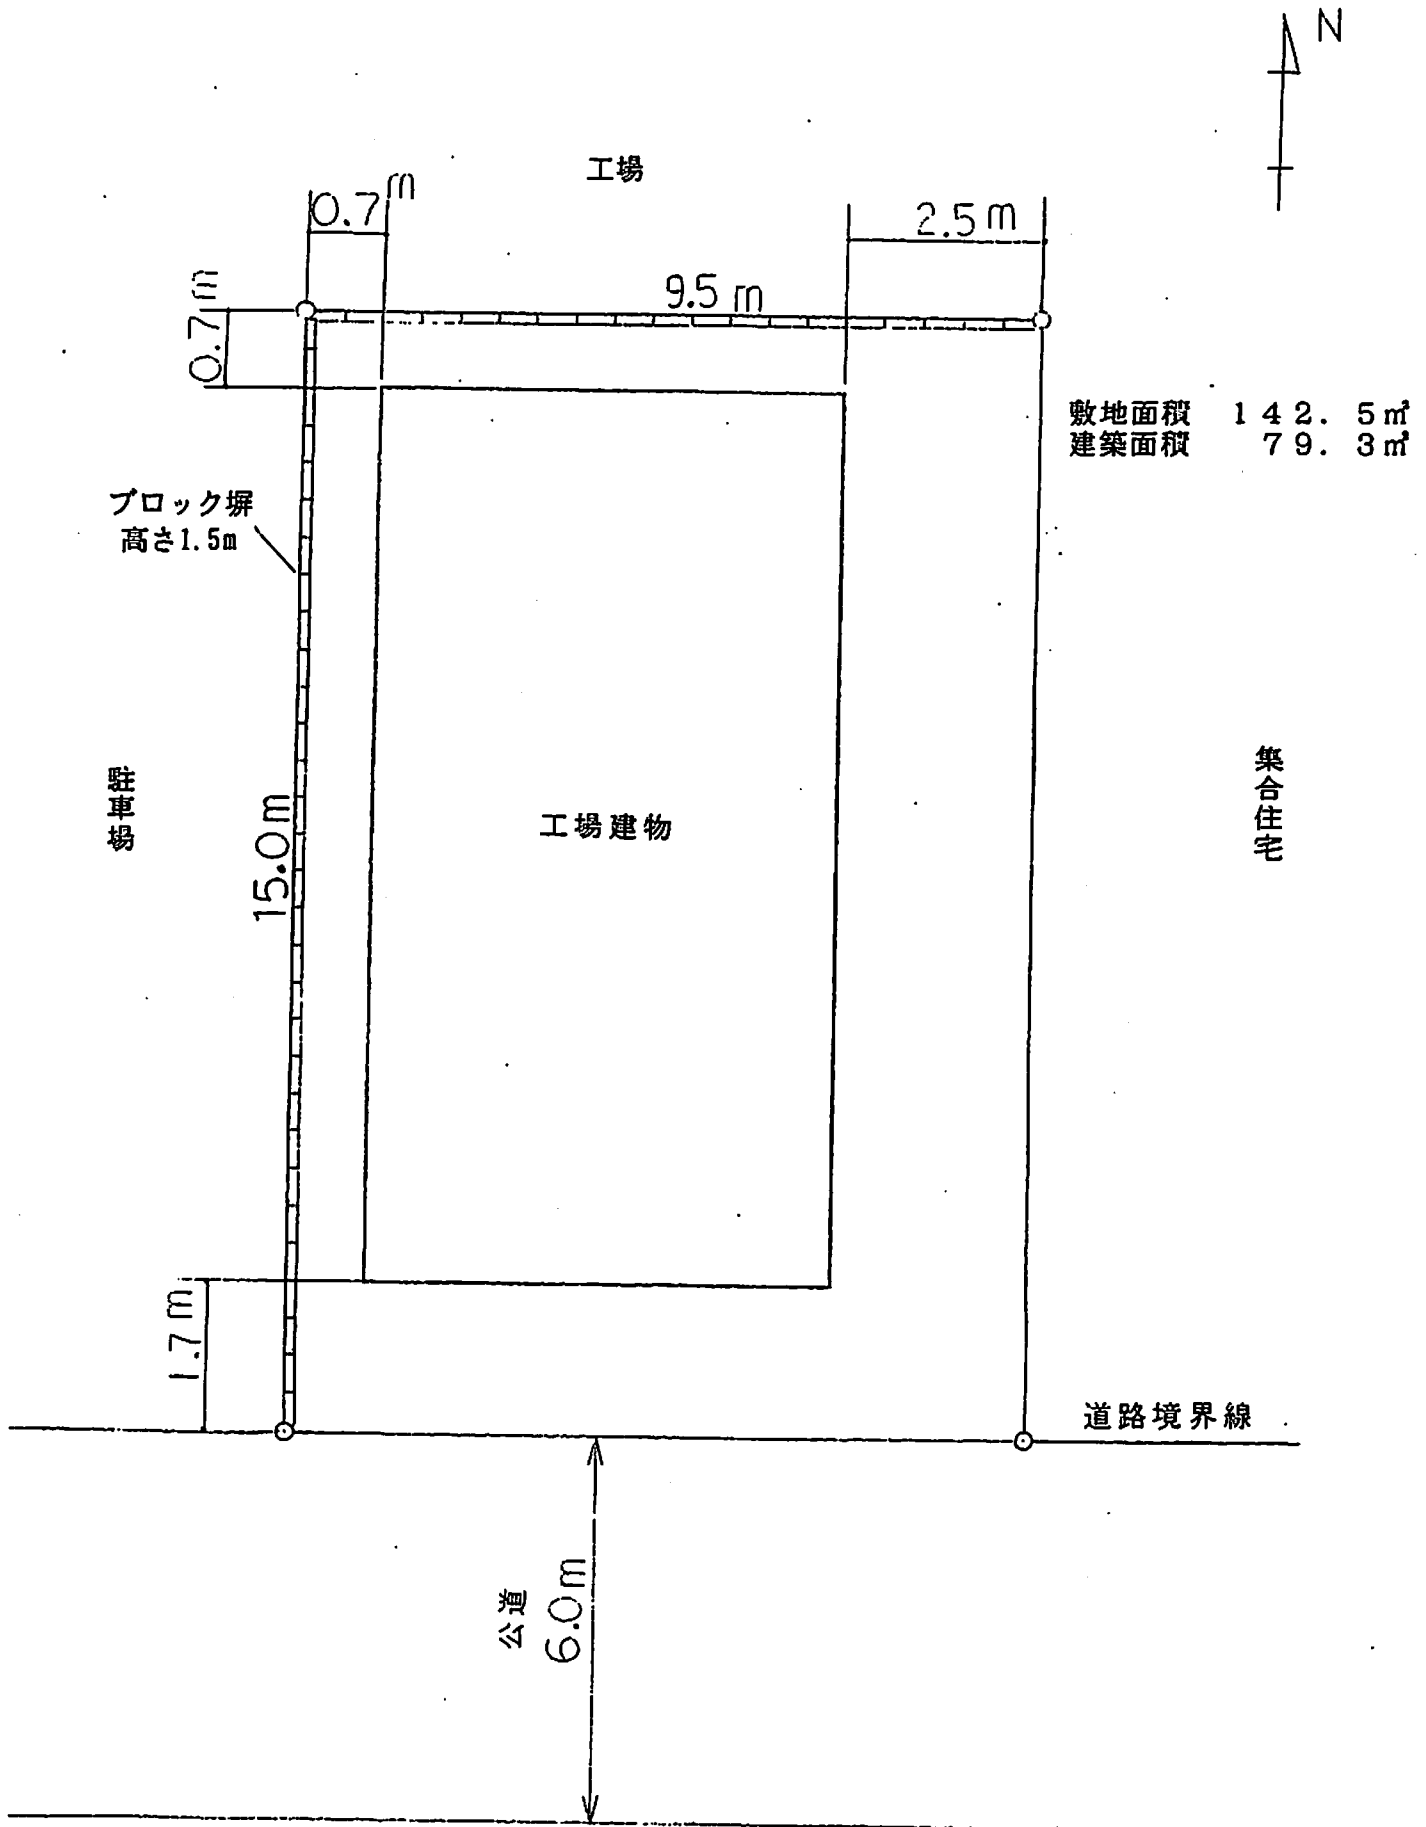 N
工場
0.7m
2.5m
9.5m
0.7m
敷地面積 142.5㎡
建築面積 79.3㎡
ブロック塀
高さ1.5m
駐車場
15.0m
工場建物
集合住宅
1.7m
道路境界線
公道
6.0m